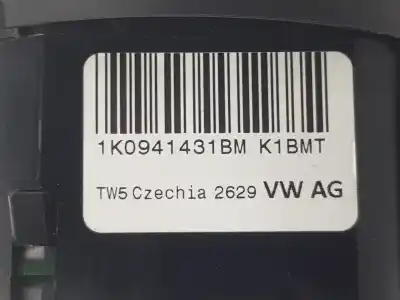 1K0941431BM K1BMT
TW5 Czechia 2629 VW AG